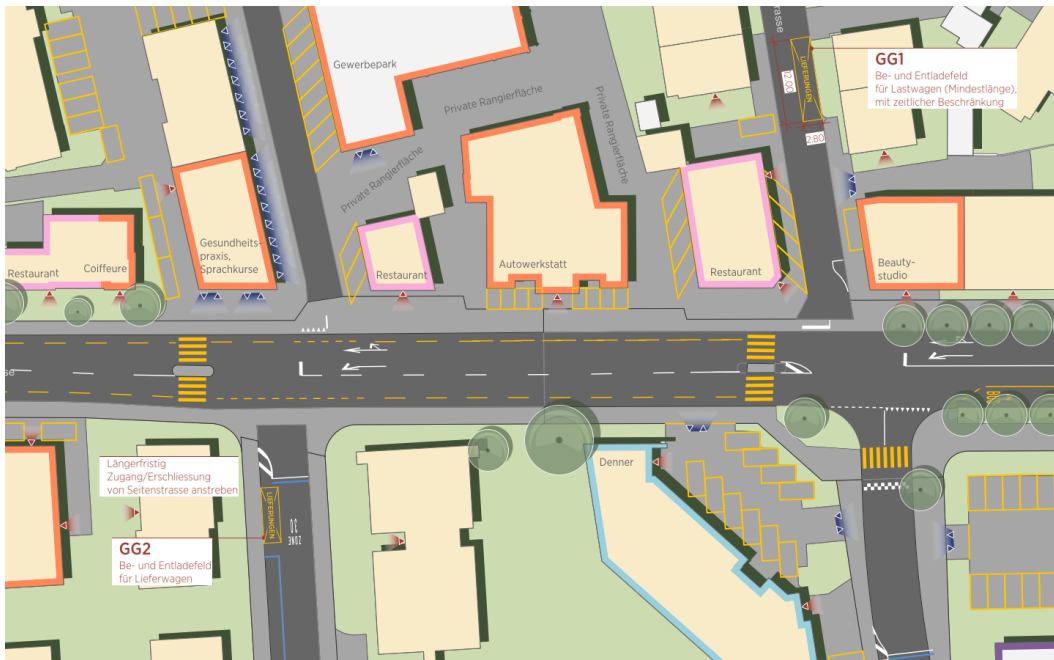 strasse
Gewerbepark
Private Rangierfläche
Private Rangierfläche
Private Rangierfläche
LIEFERUNGEN
12.00
2.80
GG1
Be- und Entladefeld
für Lastwagen (Mindestlänge),
mit zeitlicher Beschränkung
Restaurant
Coiffeure
Gesundheits-
praxis,
Sprachkurse
Restaurant
Autowerkstatt
Restaurant
Beauty-
studio
sse
Längerfristig
Zugang/Erschliessung
von Seitenstrasse anstreben
LIEFERUNGEN
ZONE
30
GG2
Be- und Entladefeld
für Lieferwagen
Denner